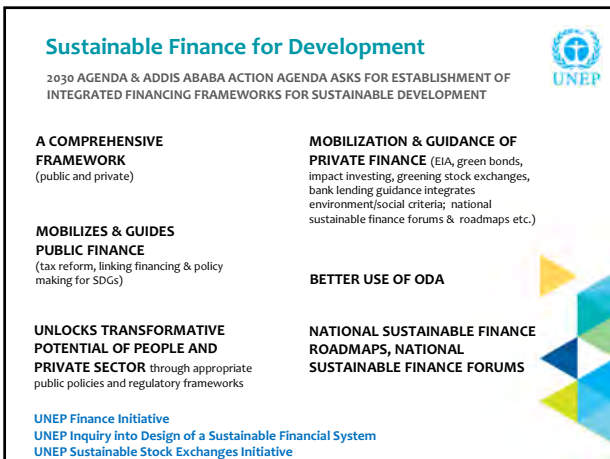 Sustainable Finance for Development
2030 AGENDA & ADDIS ABABA ACTION AGENDA ASKS FOR ESTABLISHMENT OF
INTEGRATED FINANCING FRAMEWORKS FOR SUSTAINABLE DEVELOPMENT
UNEP
A COMPREHENSIVE
FRAMEWORK
(public and private)
MOBILIZES & GUIDES
PUBLIC FINANCE
(tax reform, linking financing & policy
making for SDGs)
UNLOCKS TRANSFORMATIVE
POTENTIAL OF PEOPLE AND
PRIVATE SECTOR through appropriate
public policies and regulatory frameworks
MOBILIZATION & GUIDANCE OF
PRIVATE FINANCE (EIA, green bonds,
impact investing, greening stock exchanges,
bank lending guidance integrates
environment/social criteria; national
sustainable finance forums & roadmaps etc.)
BETTER USE OF ODA
NATIONAL SUSTAINABLE FINANCE
ROADMAPS, NATIONAL
SUSTAINABLE FINANCE FORUMS
UNEP Finance Initiative
UNEP Inquiry into Design of a Sustainable Financial System
UNEP Sustainable Stock Exchanges Initiative